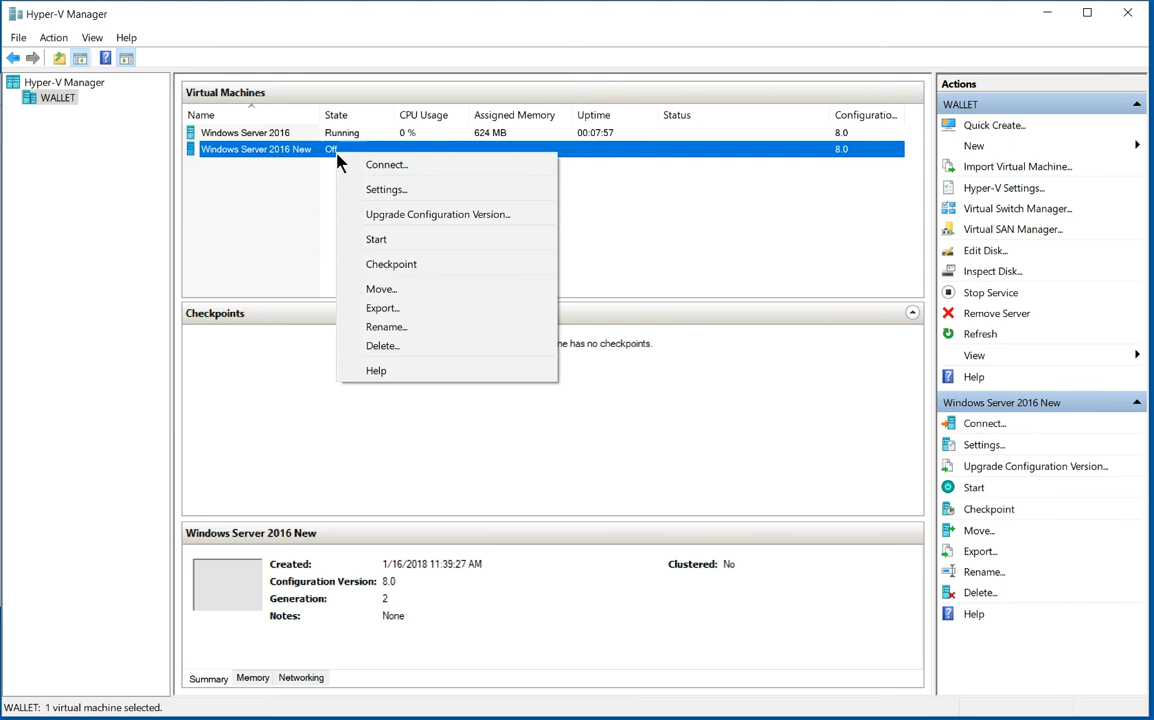 Hyper-V Manager
File Action View Help
Hyper-V Manager
WALLET
Virtual Machines
Name State CPU Usage Assigned Memory Uptime Status Configuratio...
Windows Server 2016 Running 0 % 624 MB 00:07:57 8.0
Windows Server 2016 New Off 8.0
Connect...
Settings...
Upgrade Configuration Version...
Start
Checkpoint
Move...
Export...
Rename...
Delete...
Help
Checkpoints
ne has no checkpoints.
Windows Server 2016 New
Created: 1/16/2018 11:39:27 AM Clustered: No
Configuration Version: 8.0
Generation: 2
Notes: None
Summary Memory Networking
Actions
WALLET
Quick Create...
New
Import Virtual Machine...
Hyper-V Settings...
Virtual Switch Manager...
Virtual SAN Manager...
Edit Disk...
Inspect Disk...
Stop Service
Remove Server
Refresh
View
Help
Windows Server 2016 New
Connect...
Settings...
Upgrade Configuration Version...
Start
Checkpoint
Move...
Export...
Rename...
Delete...
Help
WALLET: 1 virtual machine selected.